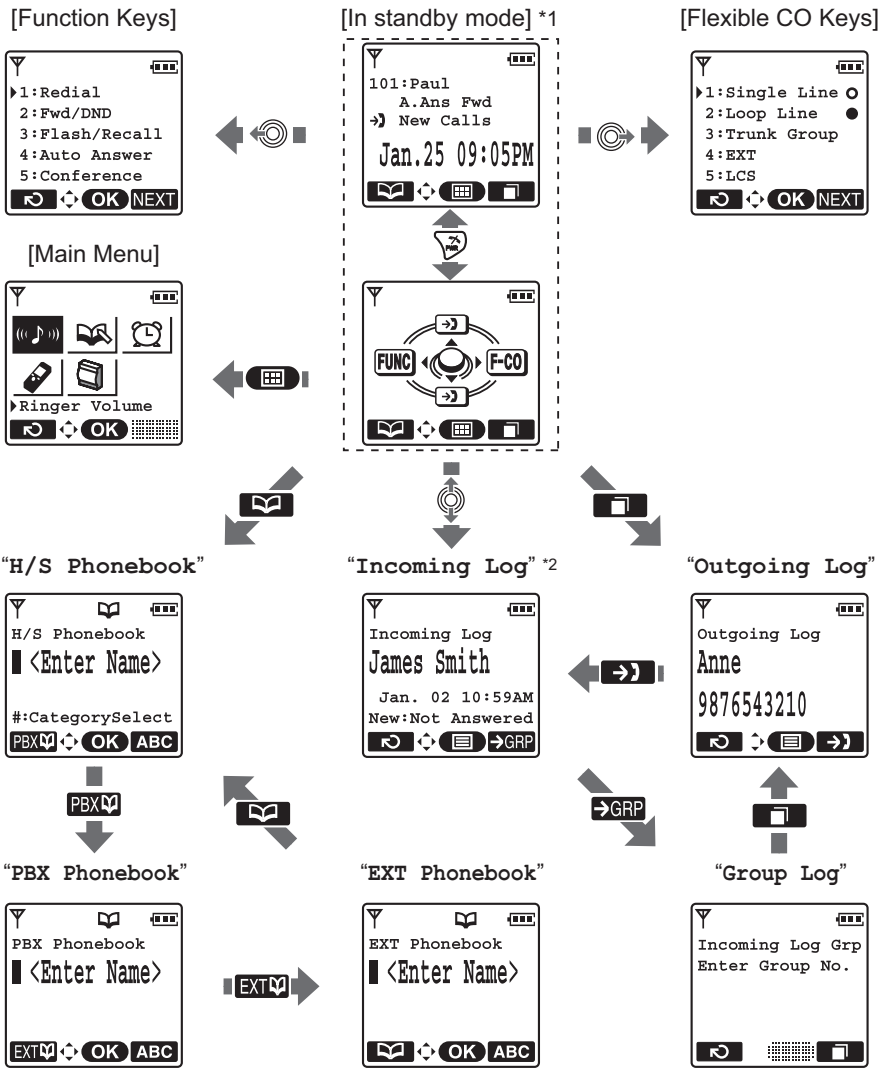 [Function Keys]
[In standby mode] *1
[Flexible CO Keys]
1:Redial
2:Fwd/DND
3:Flash/Recall
4:Auto Answer
5:Conference
OK NEXT
101:Paul
A.Ans Fwd
New Calls
Jan.25 09:05PM
1:Single Line
2:Loop Line
3:Trunk Group
4:EXT
5:LCS
OK NEXT
PWR
[Main Menu]
Ringer Volume
OK
FUNC F-CO
“H/S Phonebook”
“Incoming Log” *2
“Outgoing Log”
H/S Phonebook
<Enter Name>
#:CategorySelect
PBX OK ABC
Incoming Log
James Smith
Jan. 02 10:59AM
New:Not Answered
GRP
Outgoing Log
Anne
9876543210
PBX
GRP
“PBX Phonebook”
“EXT Phonebook”
“Group Log”
PBX Phonebook
<Enter Name>
EXT OK ABC
EXT
EXT Phonebook
<Enter Name>
OK ABC
Incoming Log Grp
Enter Group No.